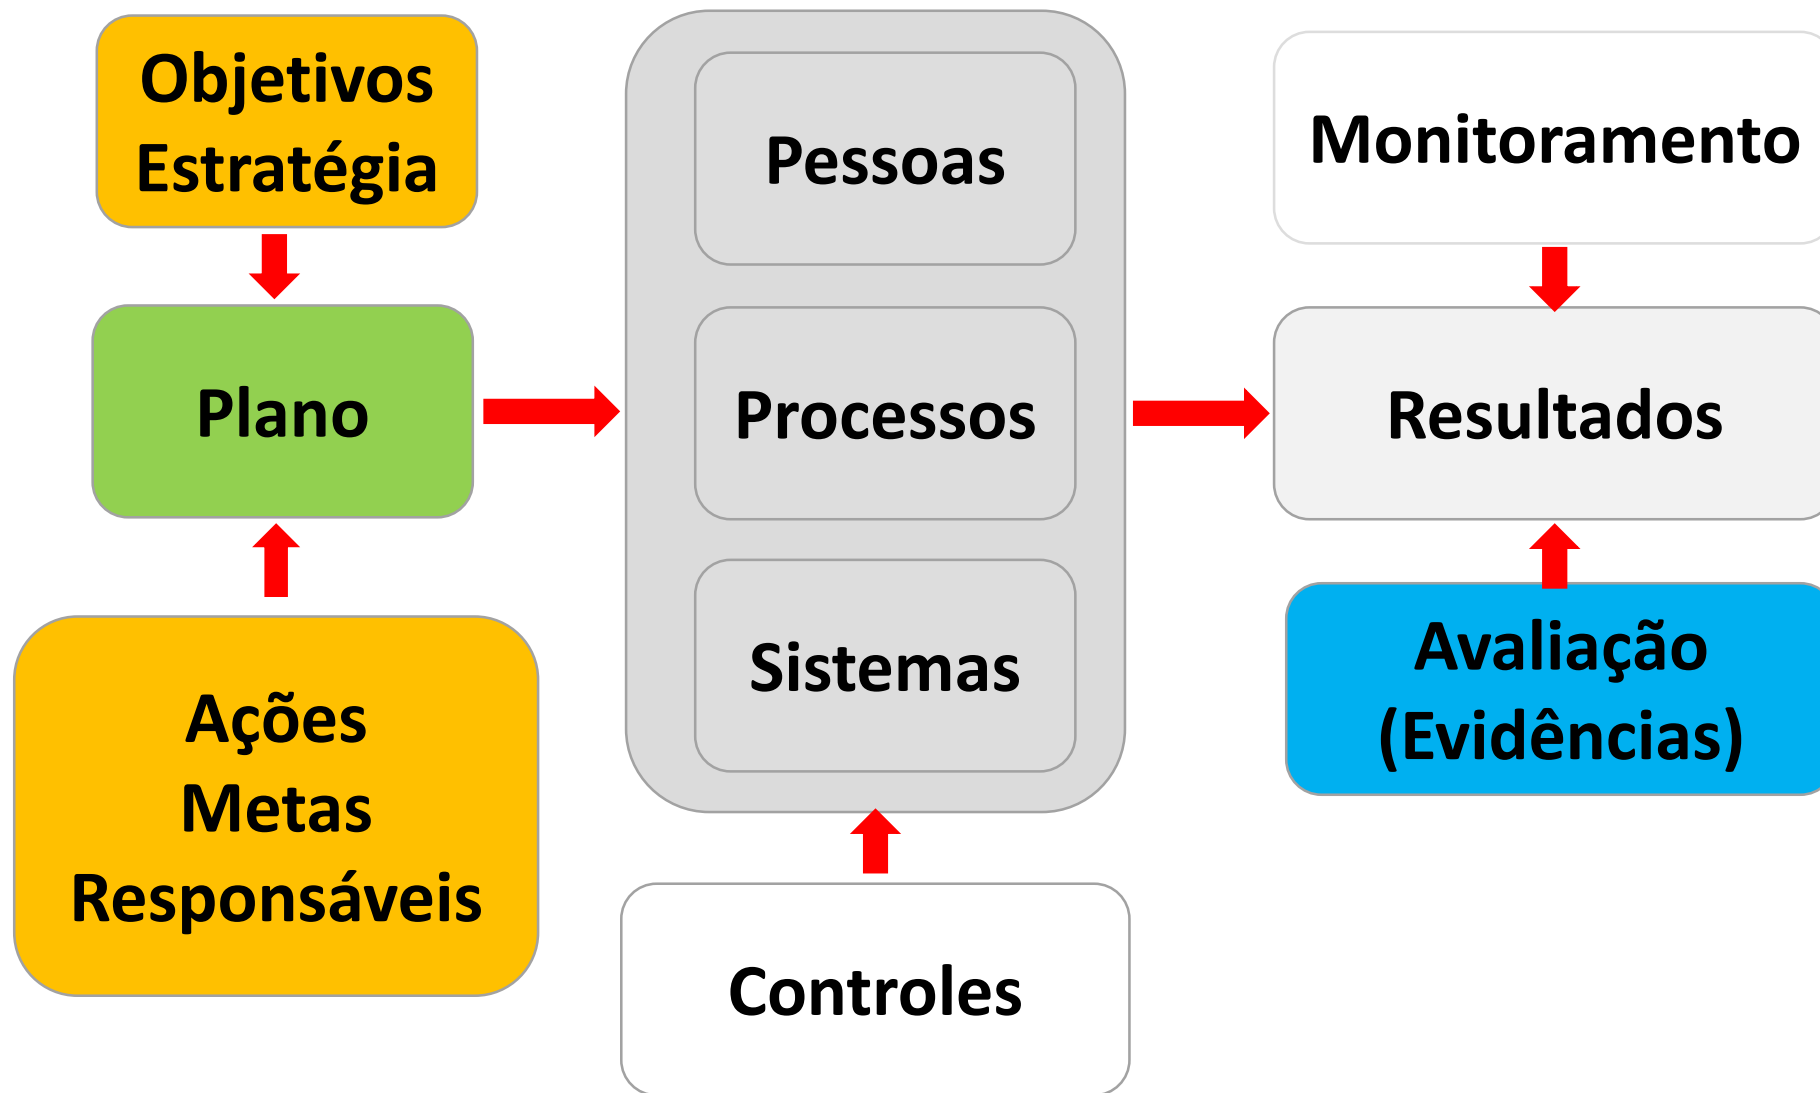 Objetivos
Estratégia
Plano
Ações
Metas
Responsáveis
Pessoas
Processos
Sistemas
Controles
Monitoramento
Resultados
Avaliação
(Evidências)